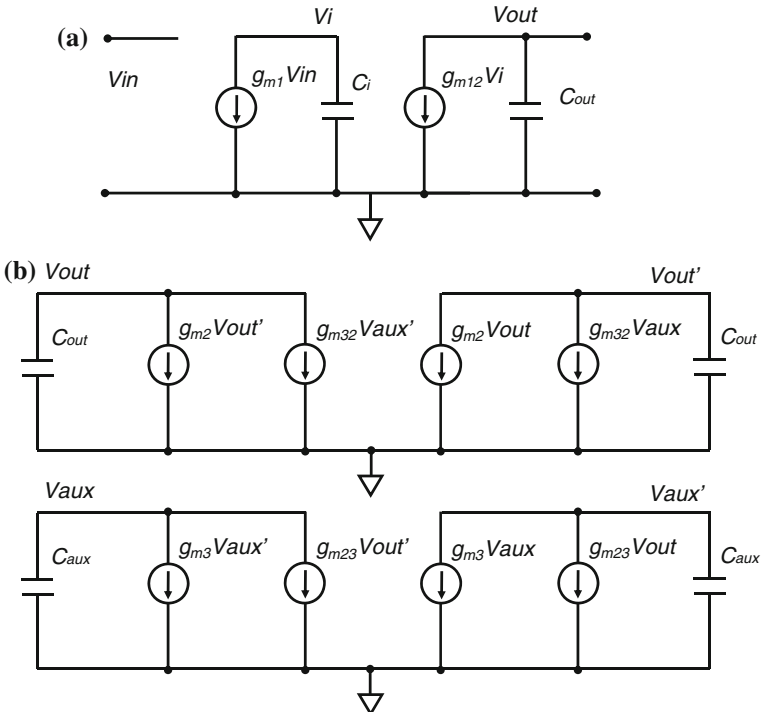 (a)
Vi
Vout
Vin
gm1Vin
Ci
gm12Vi
Cout
(b) Vout
Vout'
Cout
gm2Vout'
gm32Vaux'
gm2Vout
gm32Vaux
Cout
Vaux
Vaux'
Caux
gm3Vaux'
gm23Vout'
gm3Vaux
gm23Vout
Caux